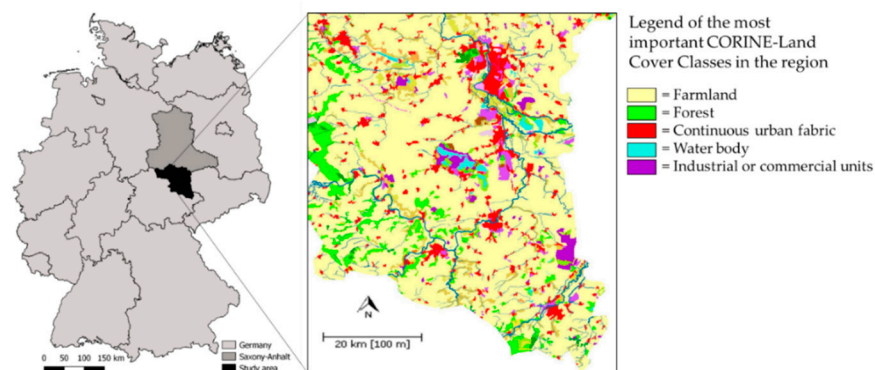 Legend of the most
important CORINE-Land
Cover Classes in the region
= Farmland
= Forest
= Continuous urban fabric
= Water body
= Industrial or commercial units
N
20 km [100 m]
Germany
Saxony-Anhalt
Study area
0 50 100 150 km